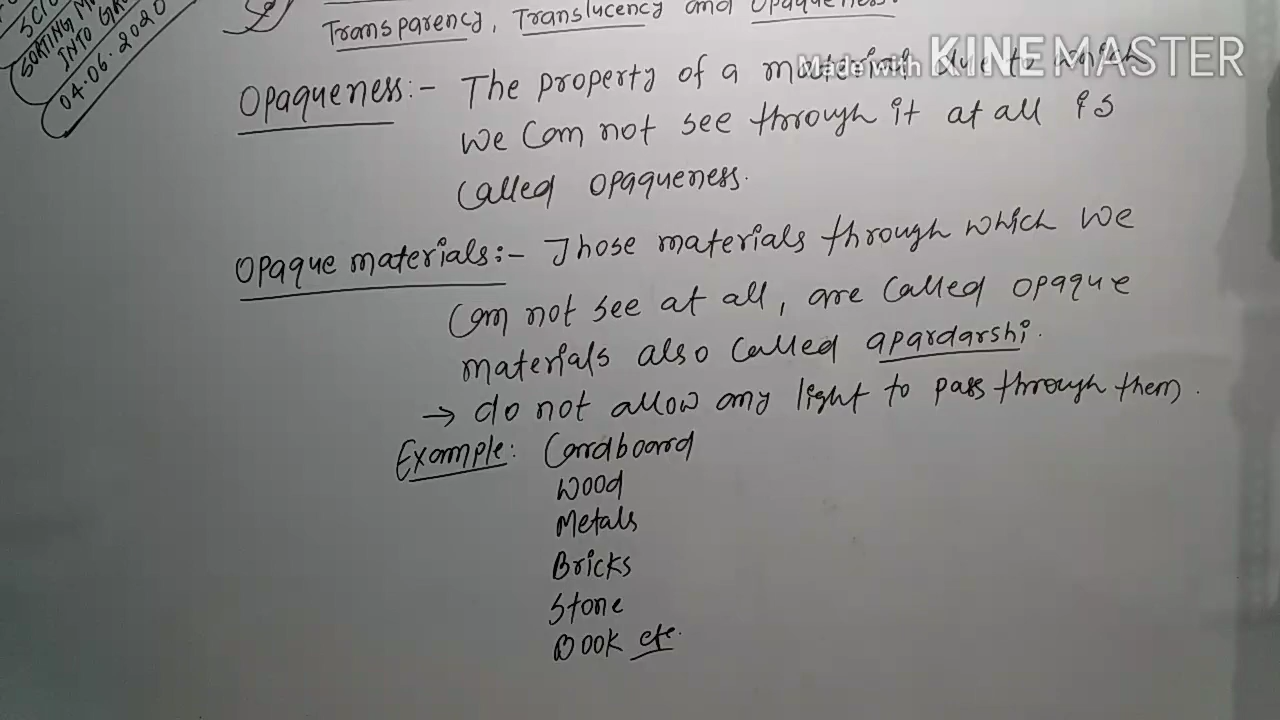 SORTING
INTO
04.06.2020
Transparency, Translucency and Opaqueness.
Opaqueness:- The property of a material due to which
we can not see through it at all is
called opaqueness.
Opaque materials:- Those materials through which we
can not see at all, are called opaque
materials also called apardarshi.
→ do not allow any light to pass through them.
Example: Cardboard
Wood
Metals
Bricks
Stone
Book etc.
Made with KINEMASTER